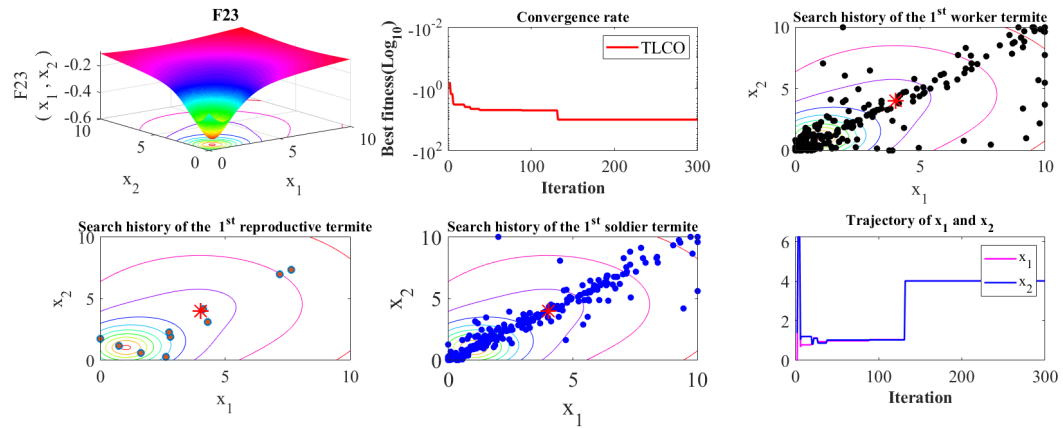 F23
F23
( x1 , x2 )
-0.2
-0.4
-0.6
10
5
0
0
5
10
x2
x1
Convergence rate
Best fitness(Log10)
-10^-2
-10^0
-10^2
TLCO
0
100
200
300
Iteration
Search history of the 1st worker termite
x2
10
5
0
0
5
10
x1
Search history of the 1st reproductive termite
x2
10
5
0
0
5
10
x1
Search history of the 1st soldier termite
x2
10
5
0
0
5
10
x1
Trajectory of x1 and x2
6
4
2
0
x1
x2
0
100
200
300
Iteration